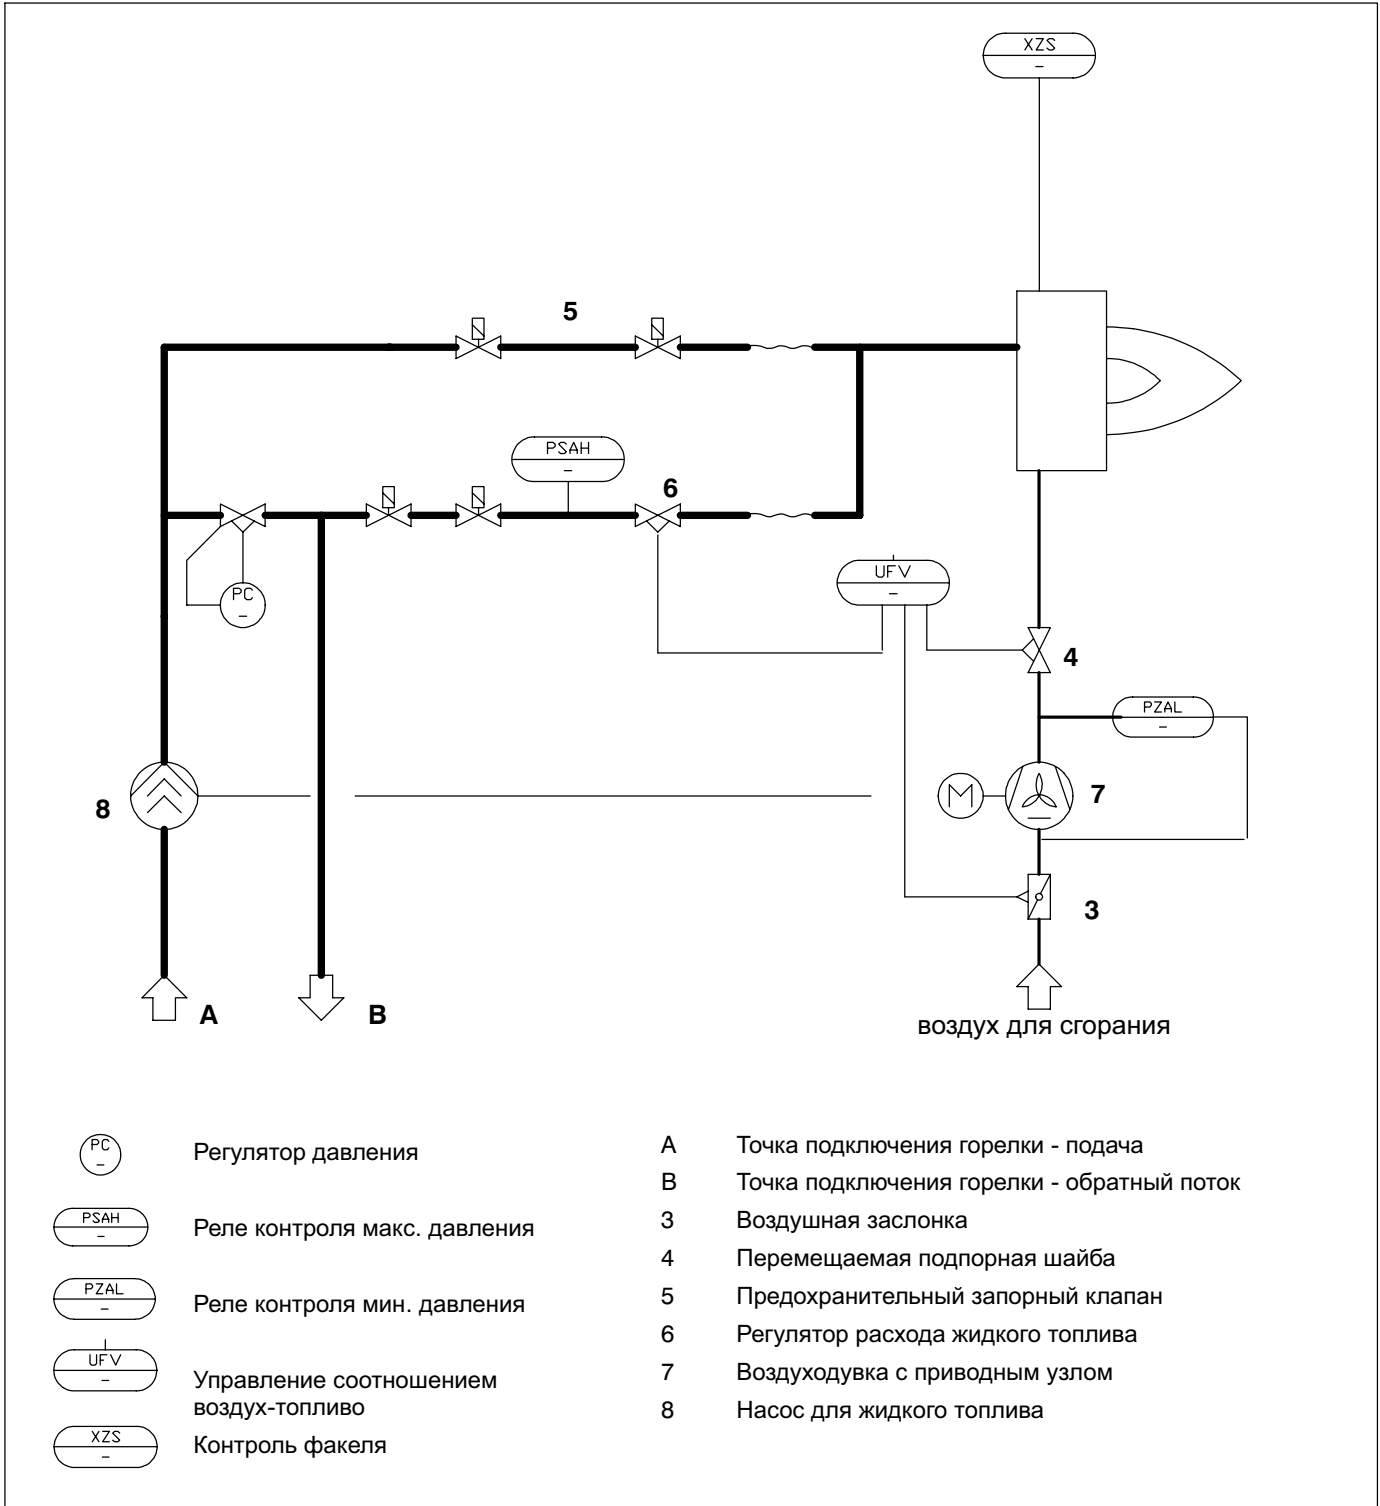 XZS
–
5
PSAH
–
6
PC
–
UFV
–
4
PZAL
–
8
M
7
3
A
B
воздух для сгорания
PC
–
Регулятор давления
PSAH
–
Реле контроля макс. давления
PZAL
–
Реле контроля мин. давления
UFV
–
Управление соотношением
воздух-топливо
XZS
–
Контроль факеля
A Точка подключения горелки - подача
B Точка подключения горелки - обратный поток
3 Воздушная заслонка
4 Перемещаемая подпорная шайба
5 Предохранительный запорный клапан
6 Регулятор расхода жидкого топлива
7 Воздуходувка с приводным узлом
8 Насос для жидкого топлива